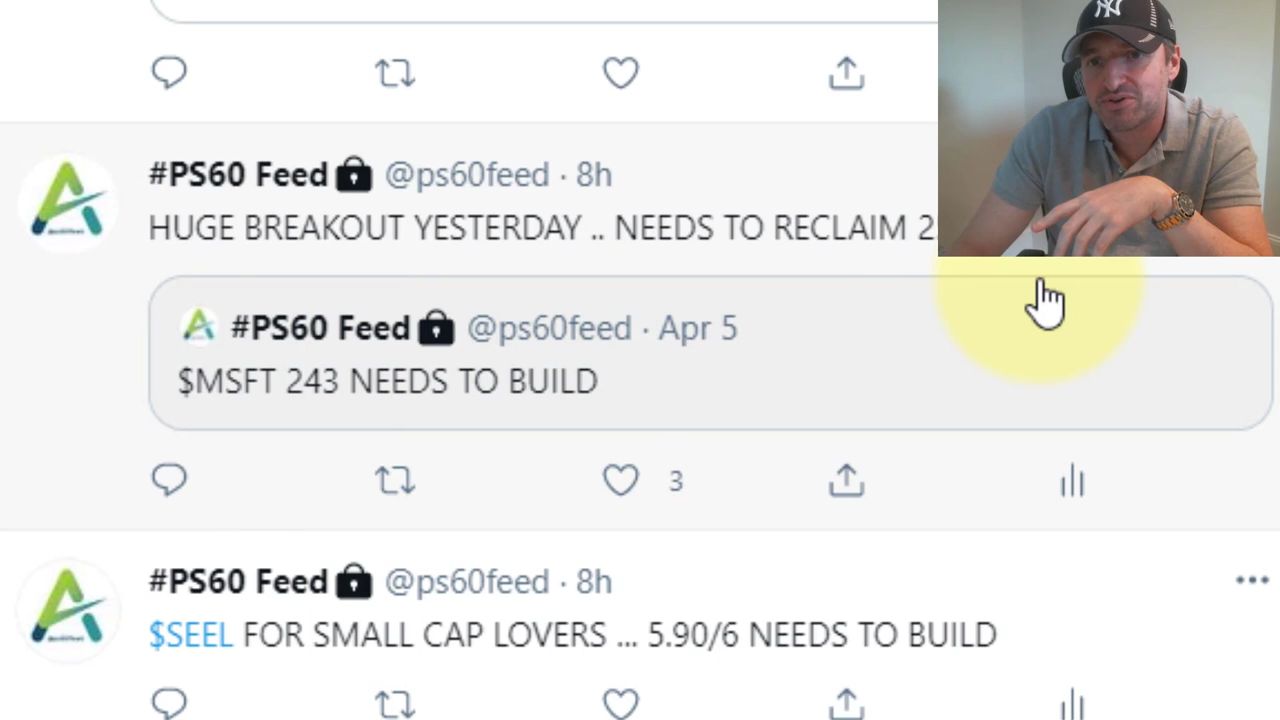 #PS60 Feed @ps60feed · 8h
HUGE BREAKOUT YESTERDAY .. NEEDS TO RECLAIM 2
#PS60 Feed @ps60feed · Apr 5
$MSFT 243 NEEDS TO BUILD
3
#PS60 Feed @ps60feed · 8h
$SEEL FOR SMALL CAP LOVERS ... 5.90/6 NEEDS TO BUILD